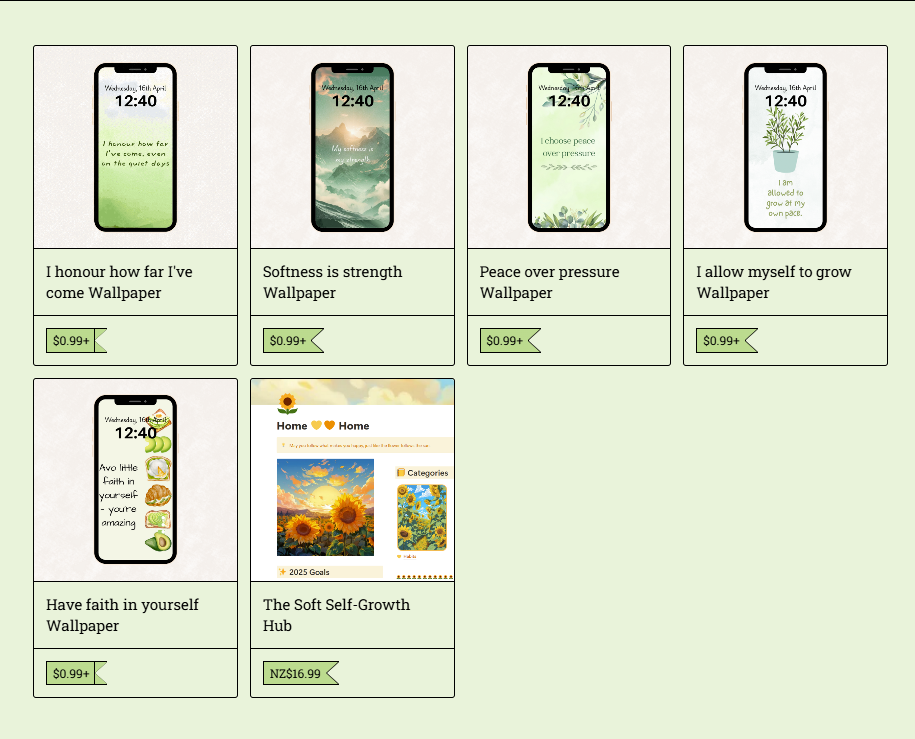 Wednesday, 16th April
12:40
I honour how far
I've come, even
on the quiet days
I honour how far I've
come Wallpaper
$0.99+
Wednesday, 16th April
12:40
My softness is
my strength
Softness is strength
Wallpaper
$0.99+
Wednesday, 16th April
12:40
I choose peace
over pressure
Peace over pressure
Wallpaper
$0.99+
Wednesday, 16th April
12:40
I am
allowed to
grow at my
own pace.
I allow myself to grow
Wallpaper
$0.99+
Wednesday, 16th April
12:40
Avo little
faith in
yourself
- you're
amazing
Have faith in yourself
Wallpaper
$0.99+
Home 💛🧡 Home
Categories
Habits
2025 Goals
The Soft Self-Growth
Hub
NZ$16.99